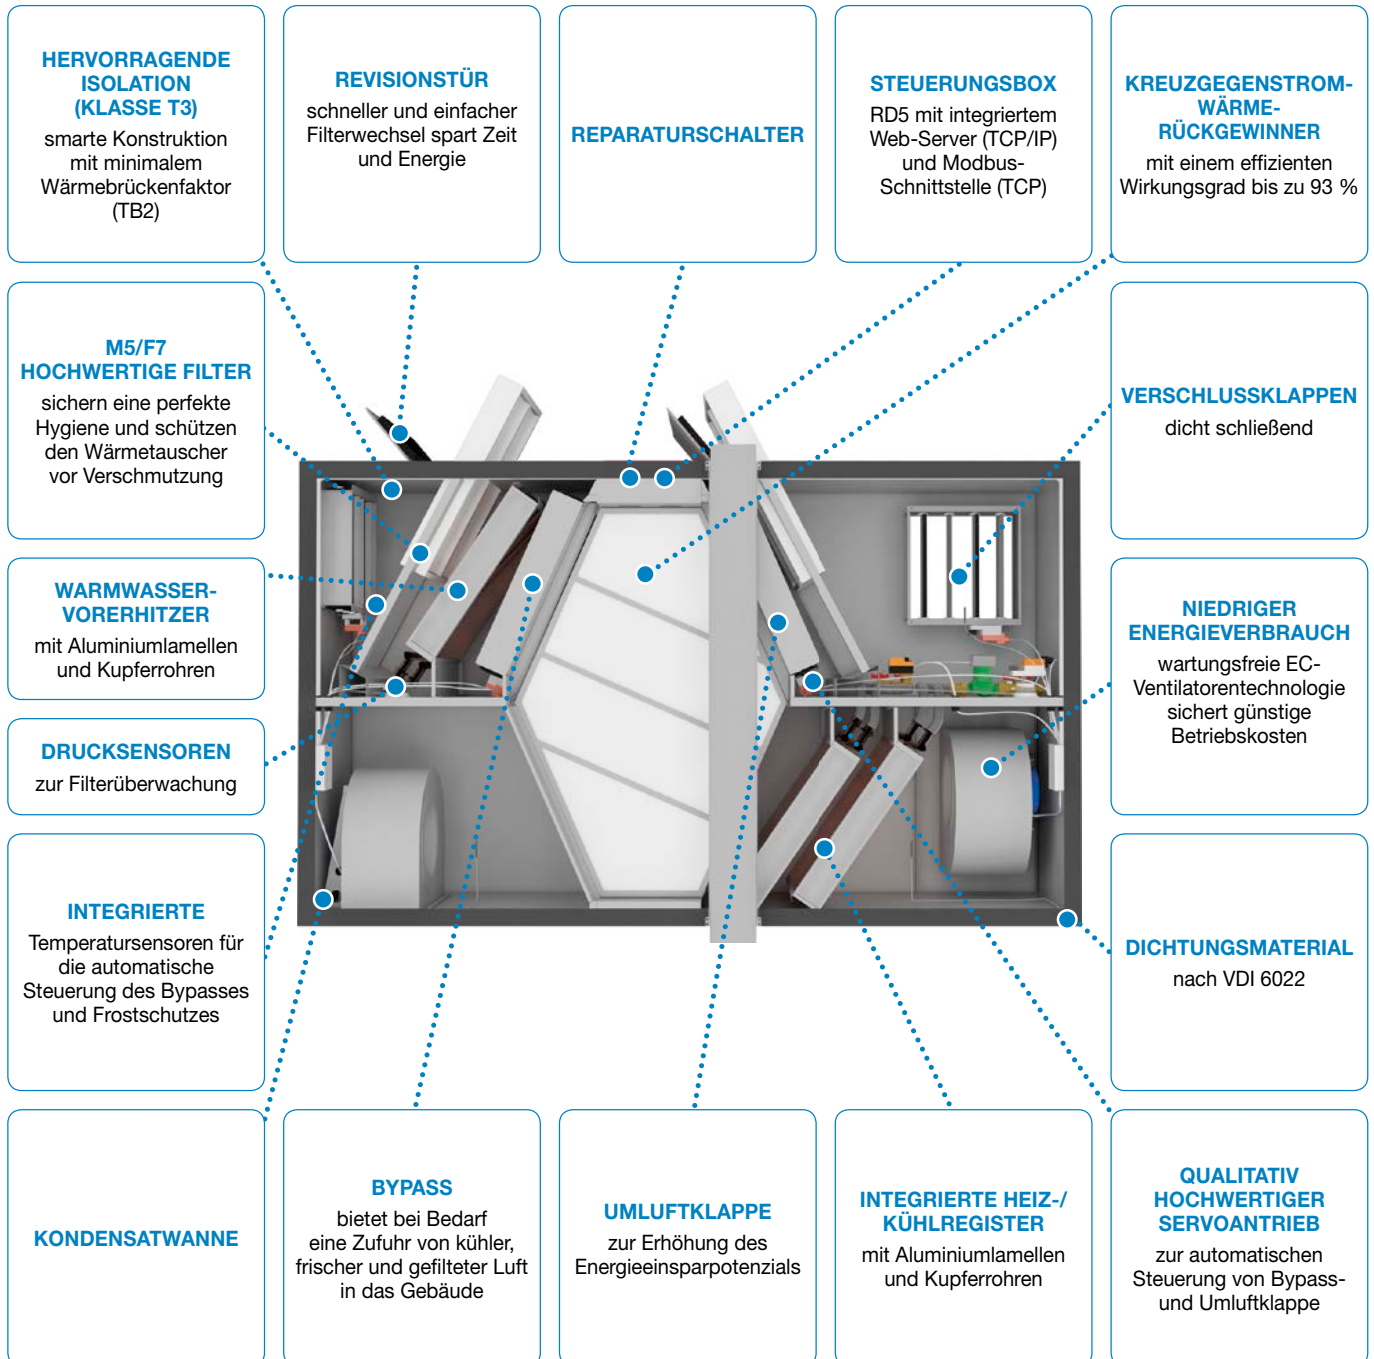 HERVORRAGENDE
ISOLATION
(KLASSE T3)
smarte Konstruktion
mit minimalem
Wärmebrückenfaktor
(TB2)
REVISIONSTÜR
schneller und einfacher
Filterwechsel spart Zeit
und Energie
REPARATURSCHALTER
STEUERUNGSBOX
RD5 mit integriertem
Web-Server (TCP/IP)
und Modbus-
Schnittstelle (TCP)
KREUZGEGENSTROM-
WÄRME-
RÜCKGEWINNER
mit einem effizienten
Wirkungsgrad bis zu 93 %
M5/F7
HOCHWERTIGE FILTER
sichern eine perfekte
Hygiene und schützen
den Wärmetauscher
vor Verschmutzung
VERSCHLUSSKLAPPEN
dicht schließend
WARMWASSER-
VORERHITZER
mit Aluminiumlamellen
und Kupferrohren
NIEDRIGER
ENERGIEVERBRAUCH
wartungsfreie EC-
Ventilatorentechnologie
sichert günstige
Betriebskosten
DRUCKSENSOREN
zur Filterüberwachung
INTEGRIERTE
Temperatursensoren für
die automatische
Steuerung des Bypasses
und Frostschutzes
DICHTUNGSMATERIAL
nach VDI 6022
KONDENSATWANNE
BYPASS
bietet bei Bedarf
eine Zufuhr von kühler,
frischer und gefilteter Luft
in das Gebäude
UMLUFTKLAPPE
zur Erhöhung des
Energieeinsparpotenzials
INTEGRIERTE HEIZ-/
KÜHLREGISTER
mit Aluminiumlamellen
und Kupferrohren
QUALITATIV
HOCHWERTIGER
SERVOANTRIEB
zur automatischen
Steuerung von Bypass-
und Umluftklappe